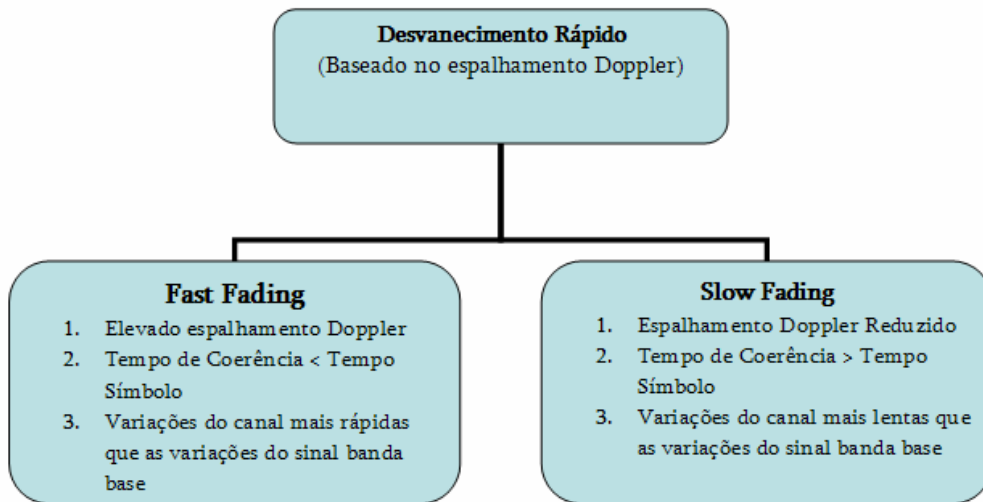 Desvanecimento Rápido
(Baseado no espalhamento Doppler)
Fast Fading
1. Elevado espalhamento Doppler
2. Tempo de Coerência < Tempo
Símbolo
3. Variações do canal mais rápidas
que as variações do sinal banda
base
Slow Fading
1. Espalhamento Doppler Reduzido
2. Tempo de Coerência > Tempo
Símbolo
3. Variações do canal mais lentas que
as variações do sinal banda base